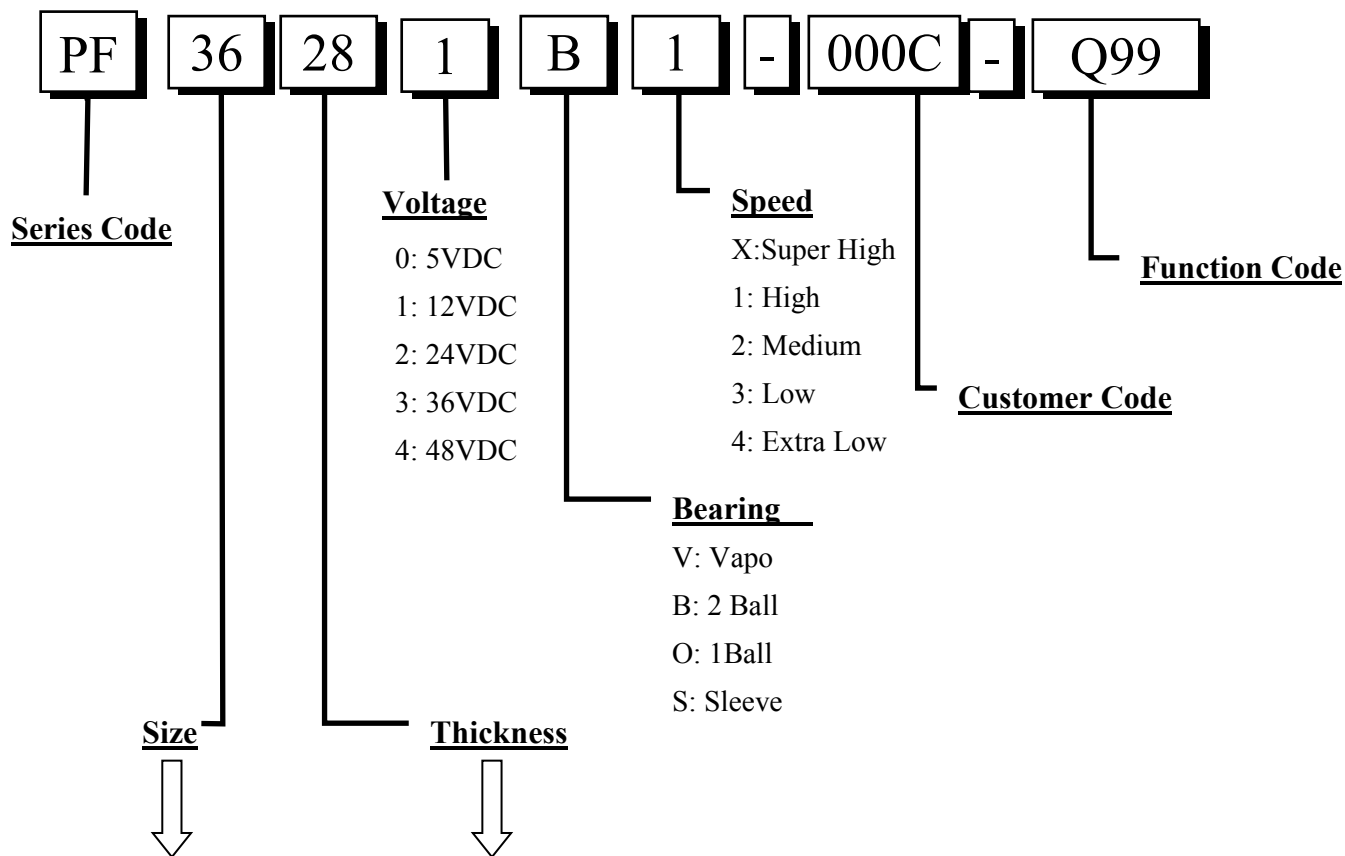 PF 36 28 1 B 1 - 000C - Q99
Series Code
Voltage
0: 5VDC
1: 12VDC
2: 24VDC
3: 36VDC
4: 48VDC
Speed
X:Super High
1: High
2: Medium
3: Low
4: Extra Low
Function Code
Customer Code
Bearing
V: Vapo
B: 2 Ball
O: 1Ball
S: Sleeve
Size
Thickness